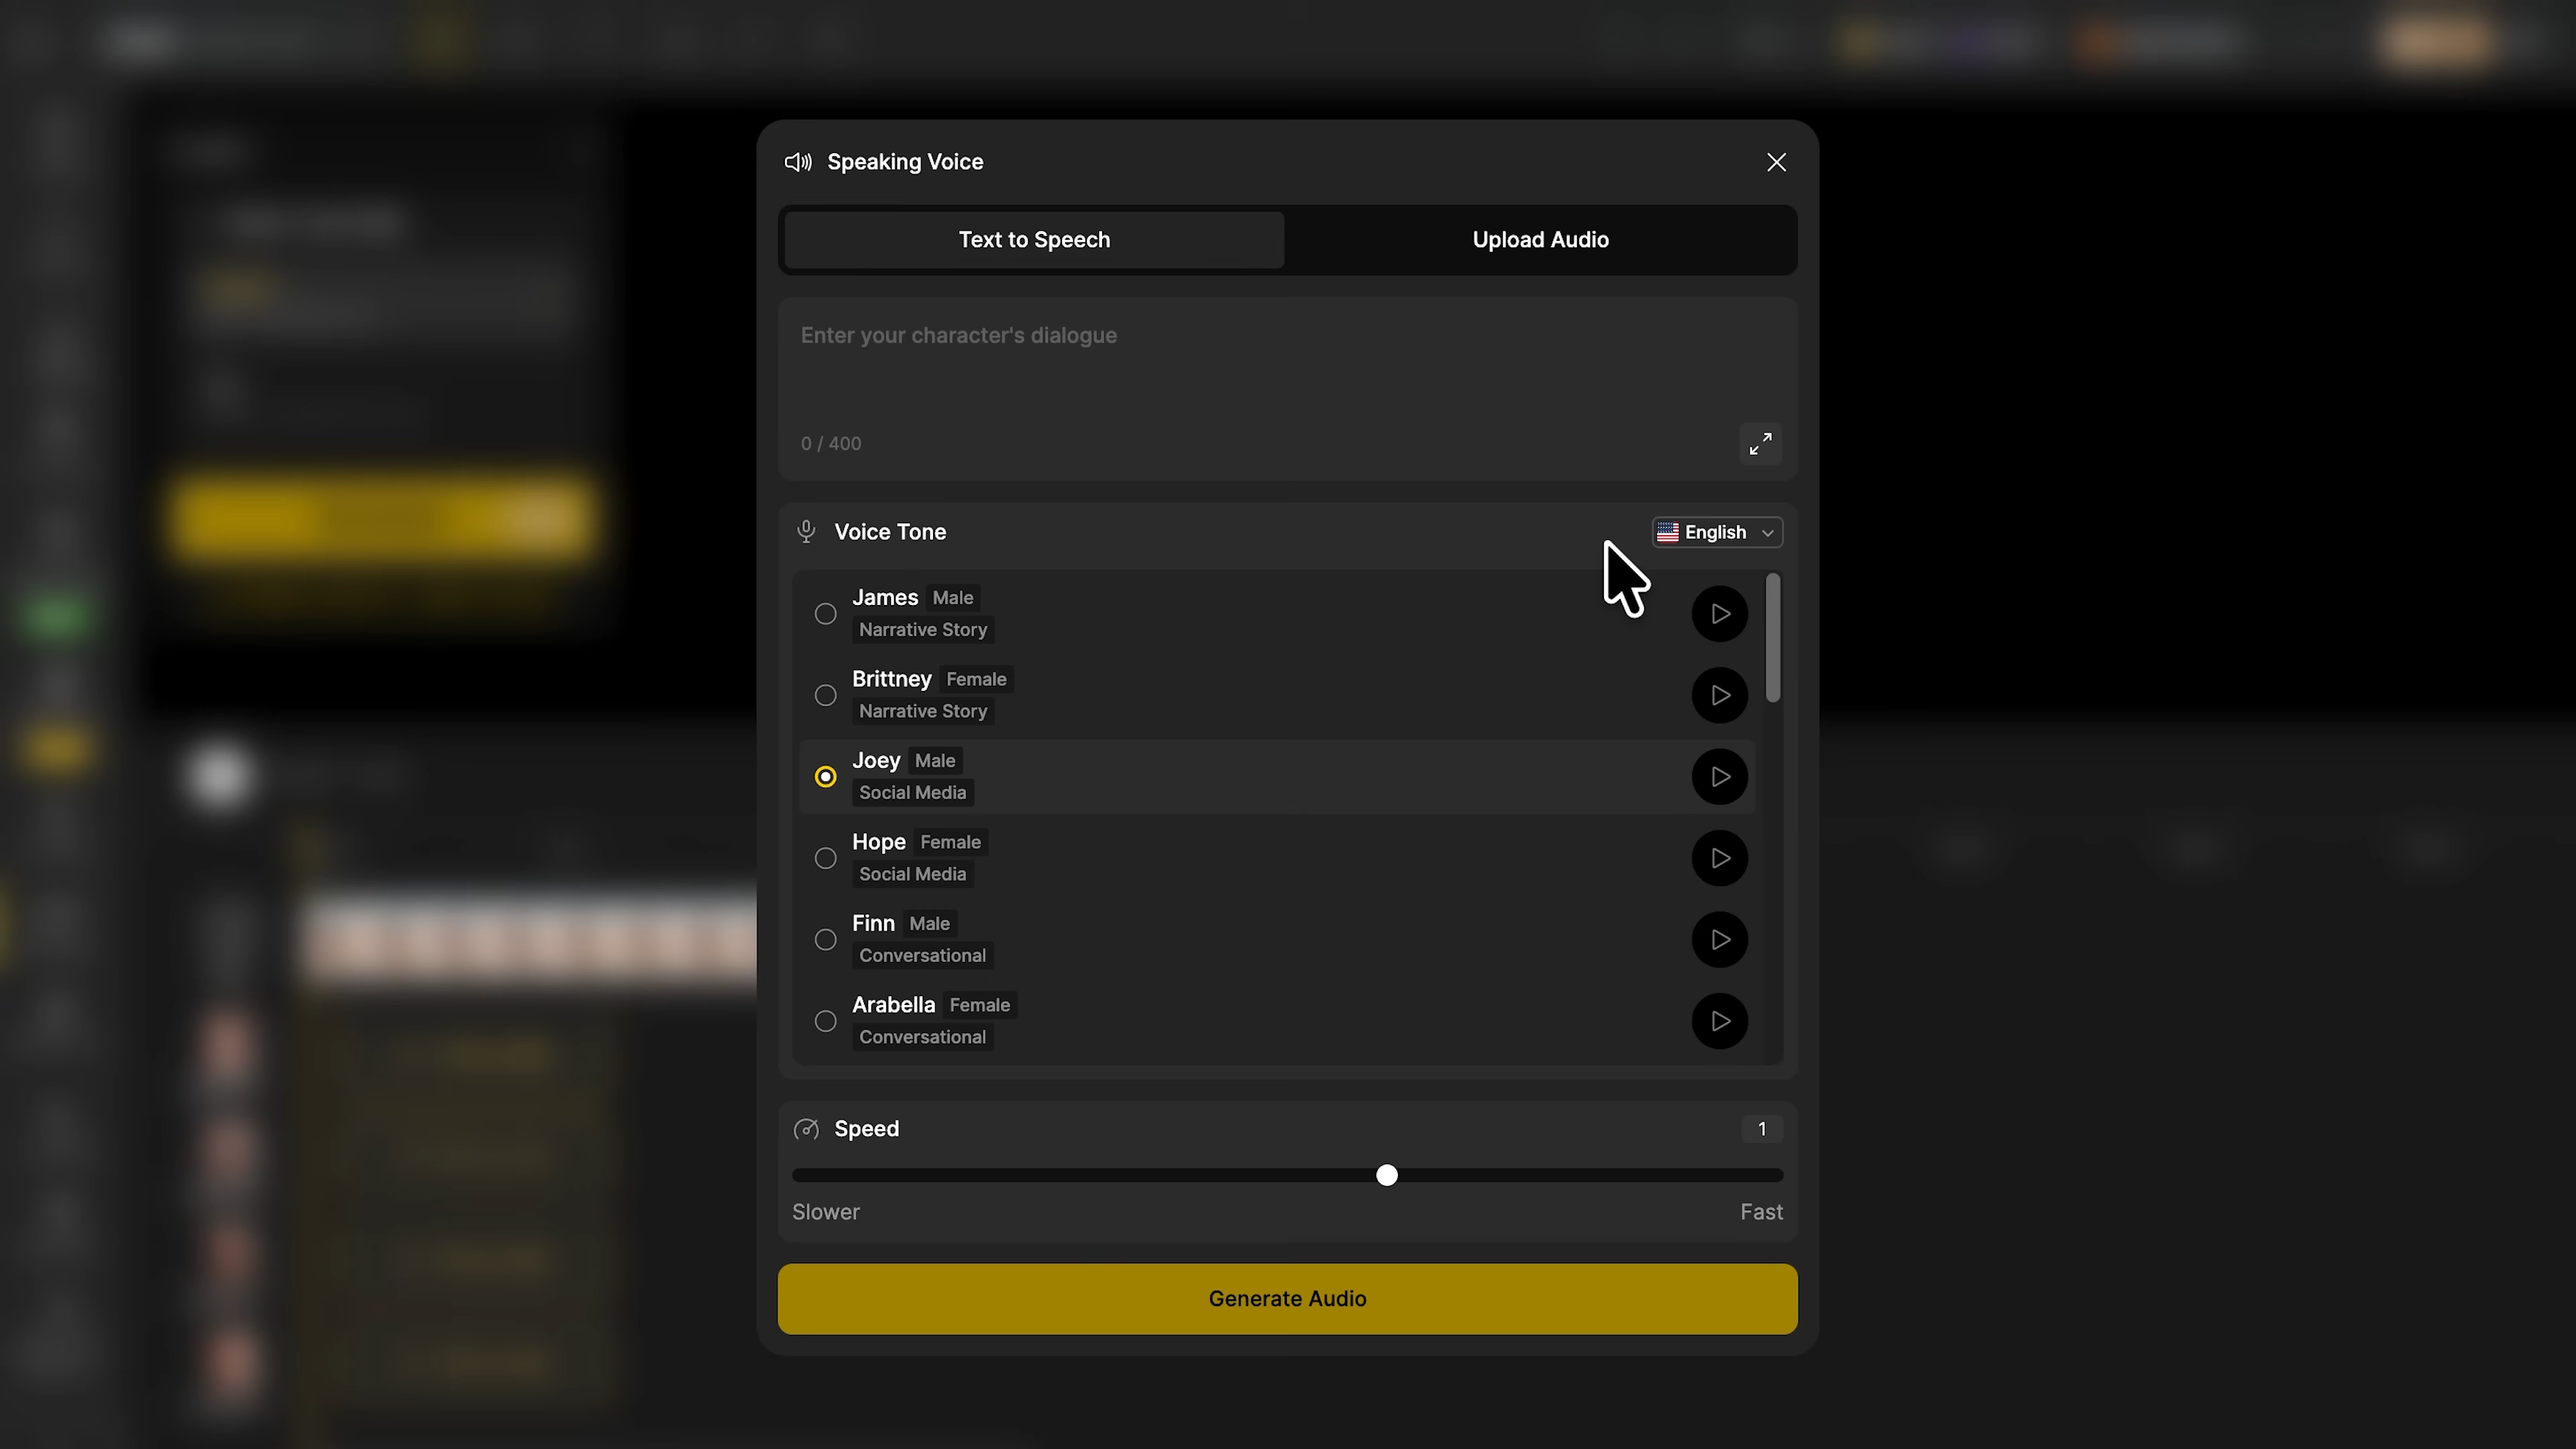 Speaking Voice
Text to Speech
Upload Audio
Enter your character's dialogue
0 / 400
Voice Tone
English
James Male
Narrative Story
Brittney Female
Narrative Story
Joey Male
Social Media
Hope Female
Social Media
Finn Male
Conversational
Arabella Female
Conversational
Speed
1
Slower
Fast
Generate Audio